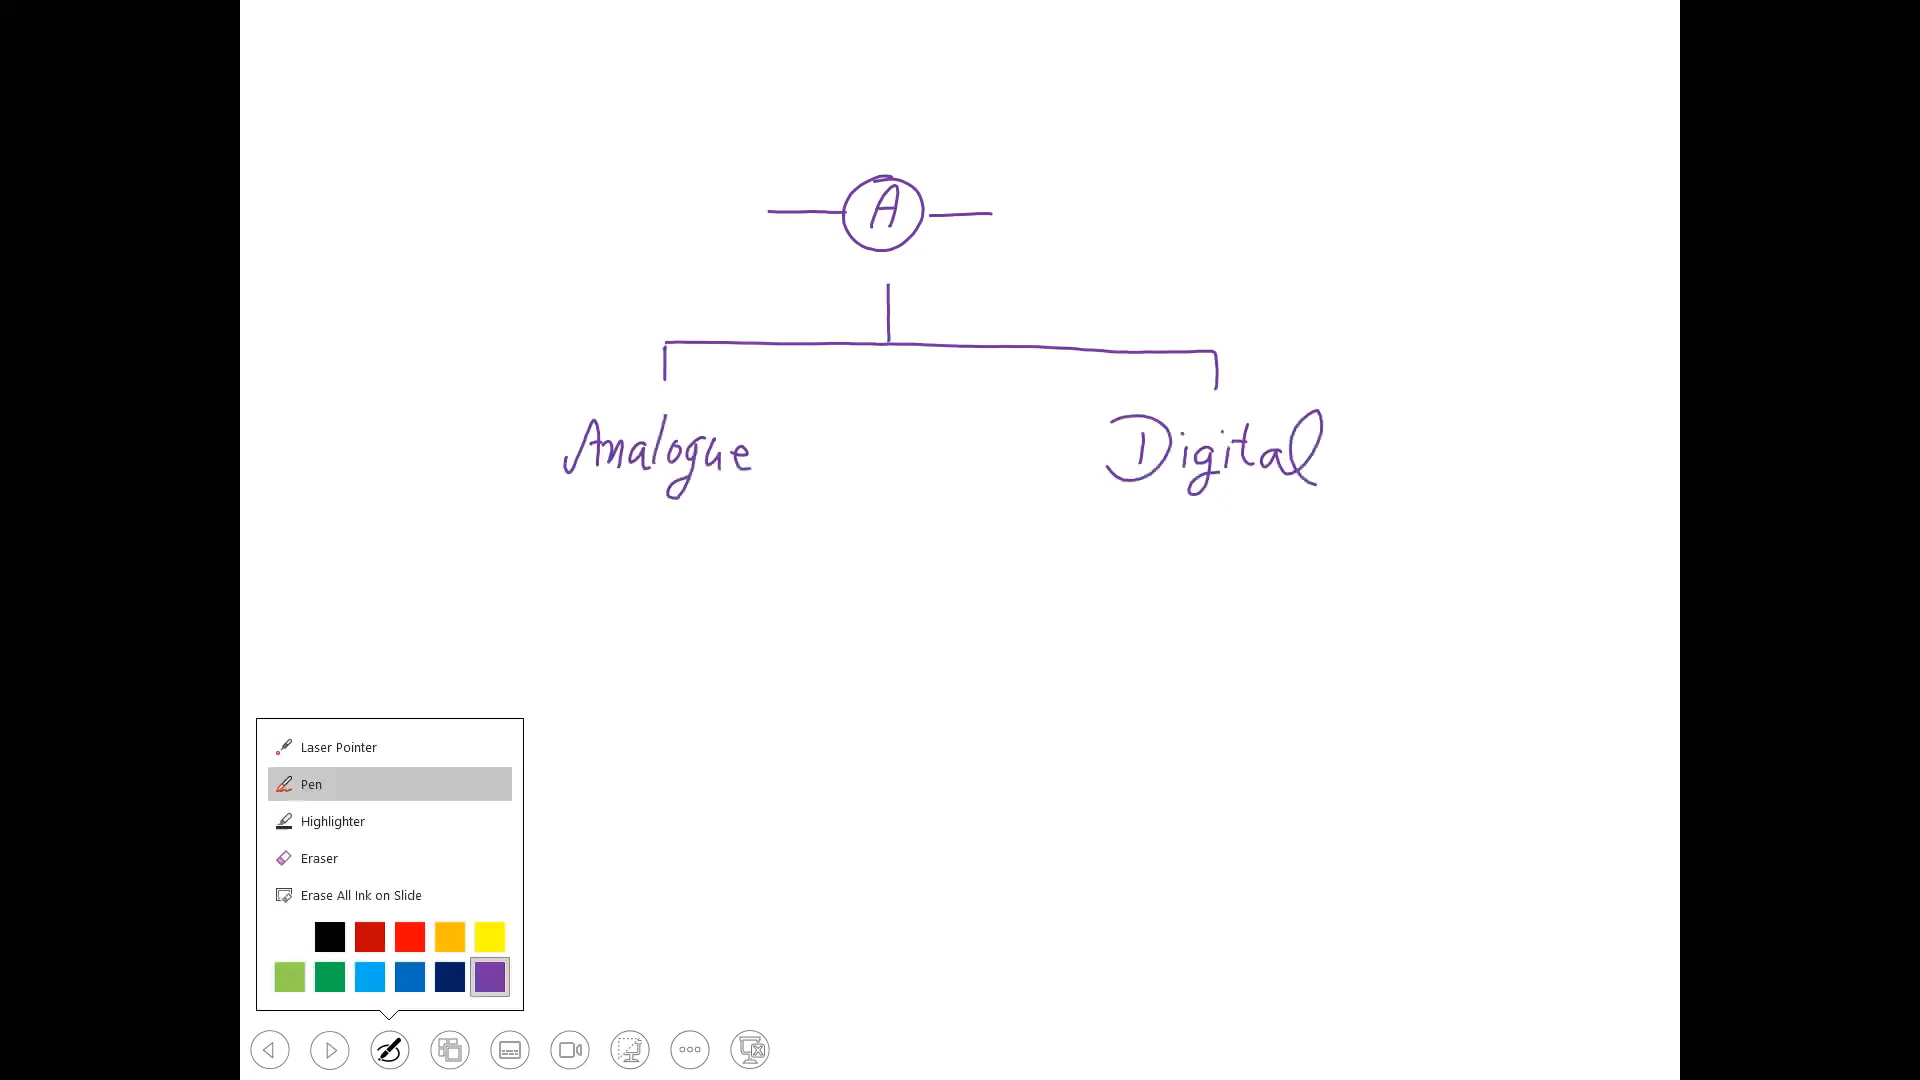 A
Analogue Digital
Laser Pointer
Pen
Highlighter
Eraser
Erase All Ink on Slide